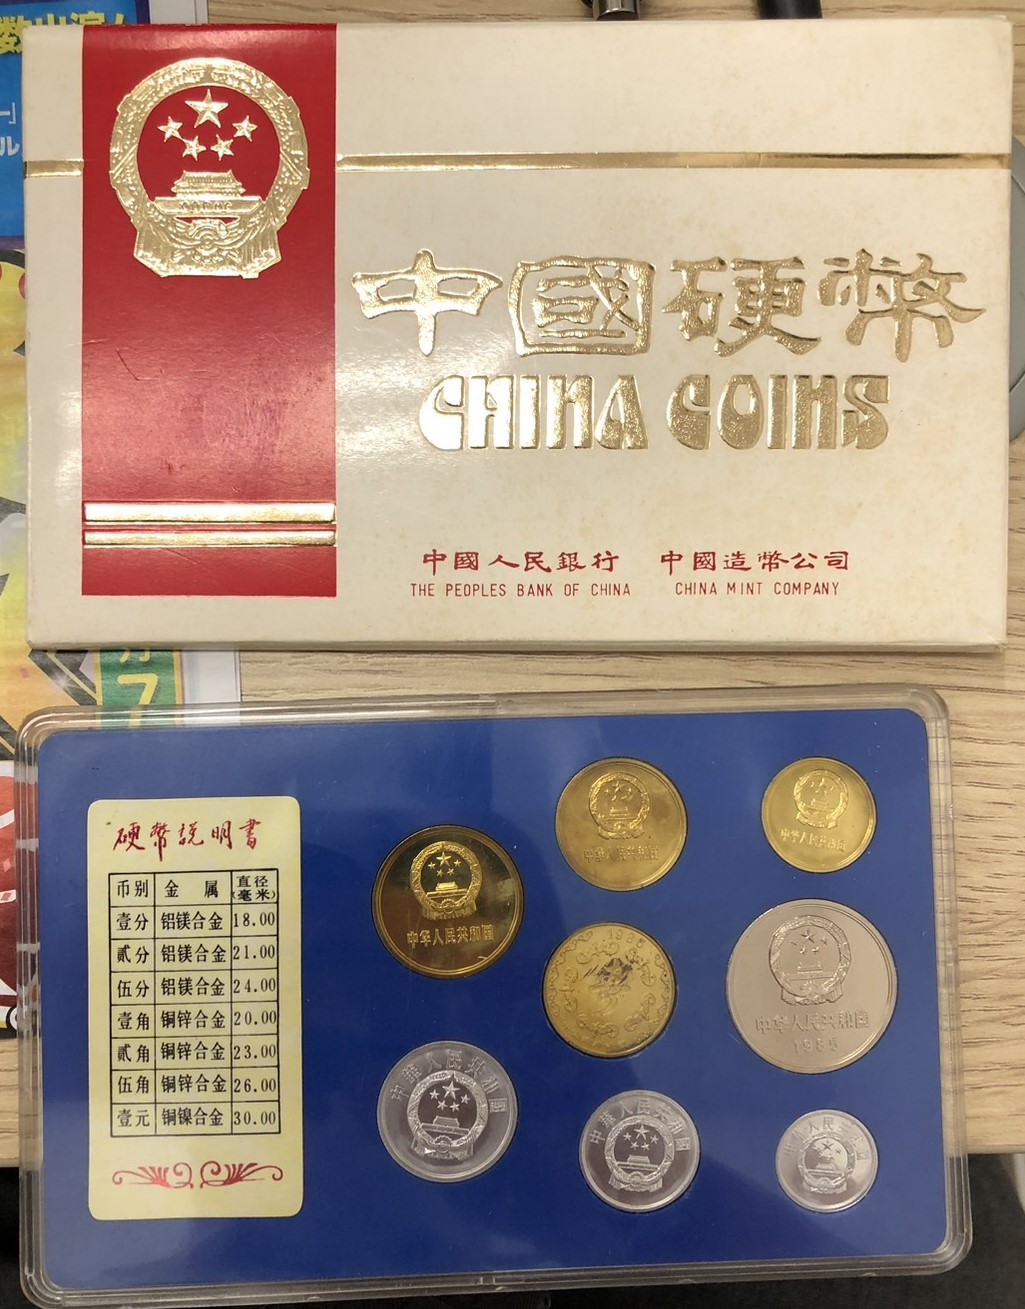 中國硬幣
CHINA COINS
中國人民銀行 中國造幣公司
THE PEOPLES BANK OF CHINA CHINA MINT COMPANY
硬幣説明書
币别 金属 直径(毫米)
壹分 铝镁合金 18.00
贰分 铝镁合金 21.00
伍分 铝镁合金 24.00
壹角 铜锌合金 20.00
贰角 铜锌合金 23.00
伍角 铜锌合金 26.00
壹元 铜镍合金 30.00
中华人民共和国
中华人民共和国
中华人民共和国
1985
中华人民共和国
1985
中华人民共和国
中华人民共和国
ル
7